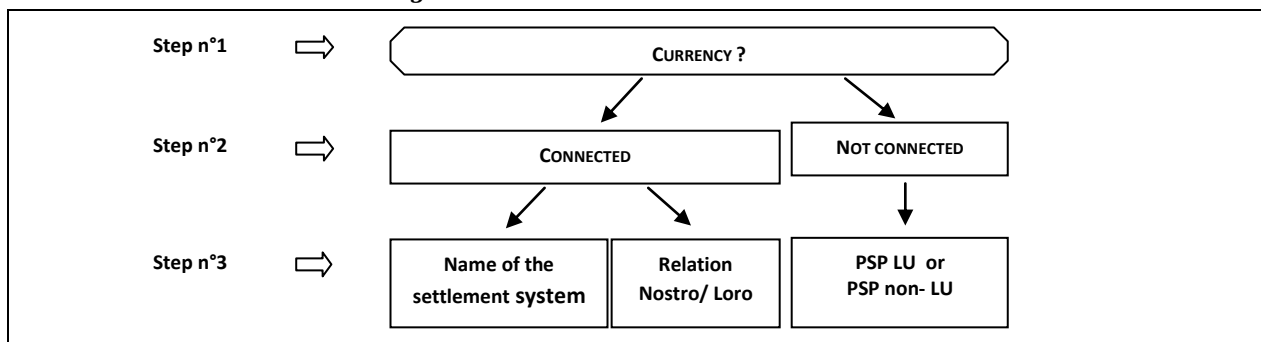 Step n°1
CURRENCY ?
Step n°2
CONNECTED
NOT CONNECTED
Step n°3
Name of the
settlement system
Relation
Nostro/ Loro
PSP LU or
PSP non- LU